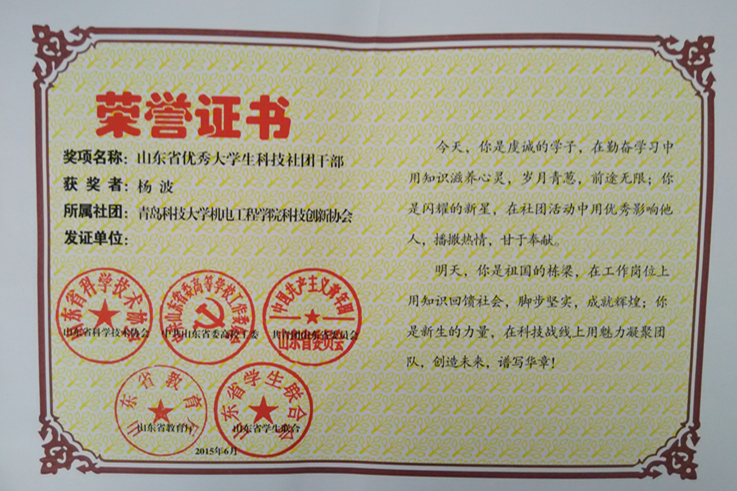 荣誉证书
奖项名称：山东省优秀大学生科技社团干部
获奖者：杨波
所属社团：青岛科技大学机电工程学院科技创新协会
发证单位：
山东省科学技术协会
中共山东省委高校工委
共青团山东省委员会
山东省教育厅
山东省学生联合
2015年6月
今天，你是虔诚的学子，在勤奋学习中
用知识滋养心灵，岁月青葱，前途无限；你
是闪耀的新星，在社团活动中用优秀影响他
人，播撒热情，甘于奉献。
明天，你是祖国的栋梁，在工作岗位上
用知识回馈社会，脚步坚实，成就辉煌；你
是新生的力量，在科技战线上用魅力凝聚团
队，创造未来，谱写华章！